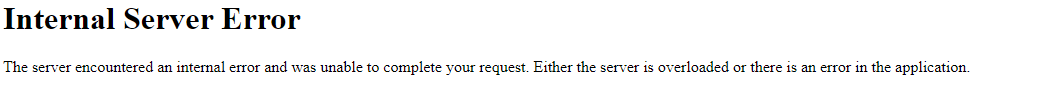 Internal Server Error
The server encountered an internal error and was unable to complete your request. Either the server is overloaded or there is an error in the application.